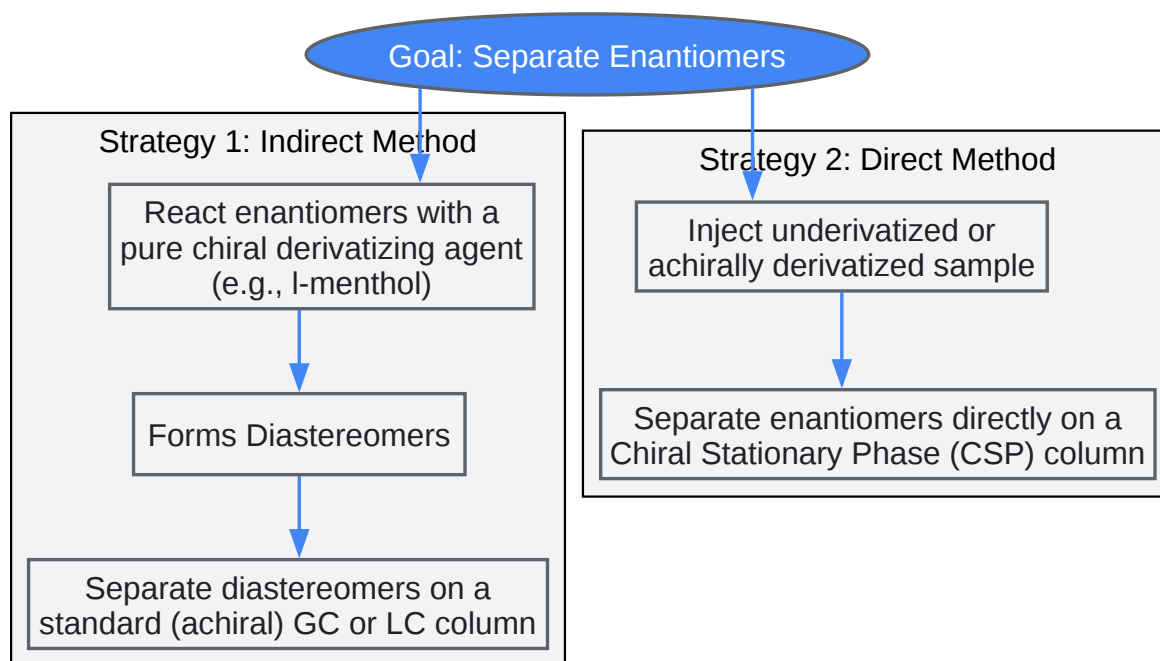 Goal: Separate Enantiomers
Strategy 1: Indirect Method
React enantiomers with a
pure chiral derivatizing agent
(e.g., l-menthol)
Forms Diastereomers
Separate diastereomers on a
standard (achiral) GC or LC column
Strategy 2: Direct Method
Inject underivatized or
achirally derivatized sample
Separate enantiomers directly on a
Chiral Stationary Phase (CSP) column